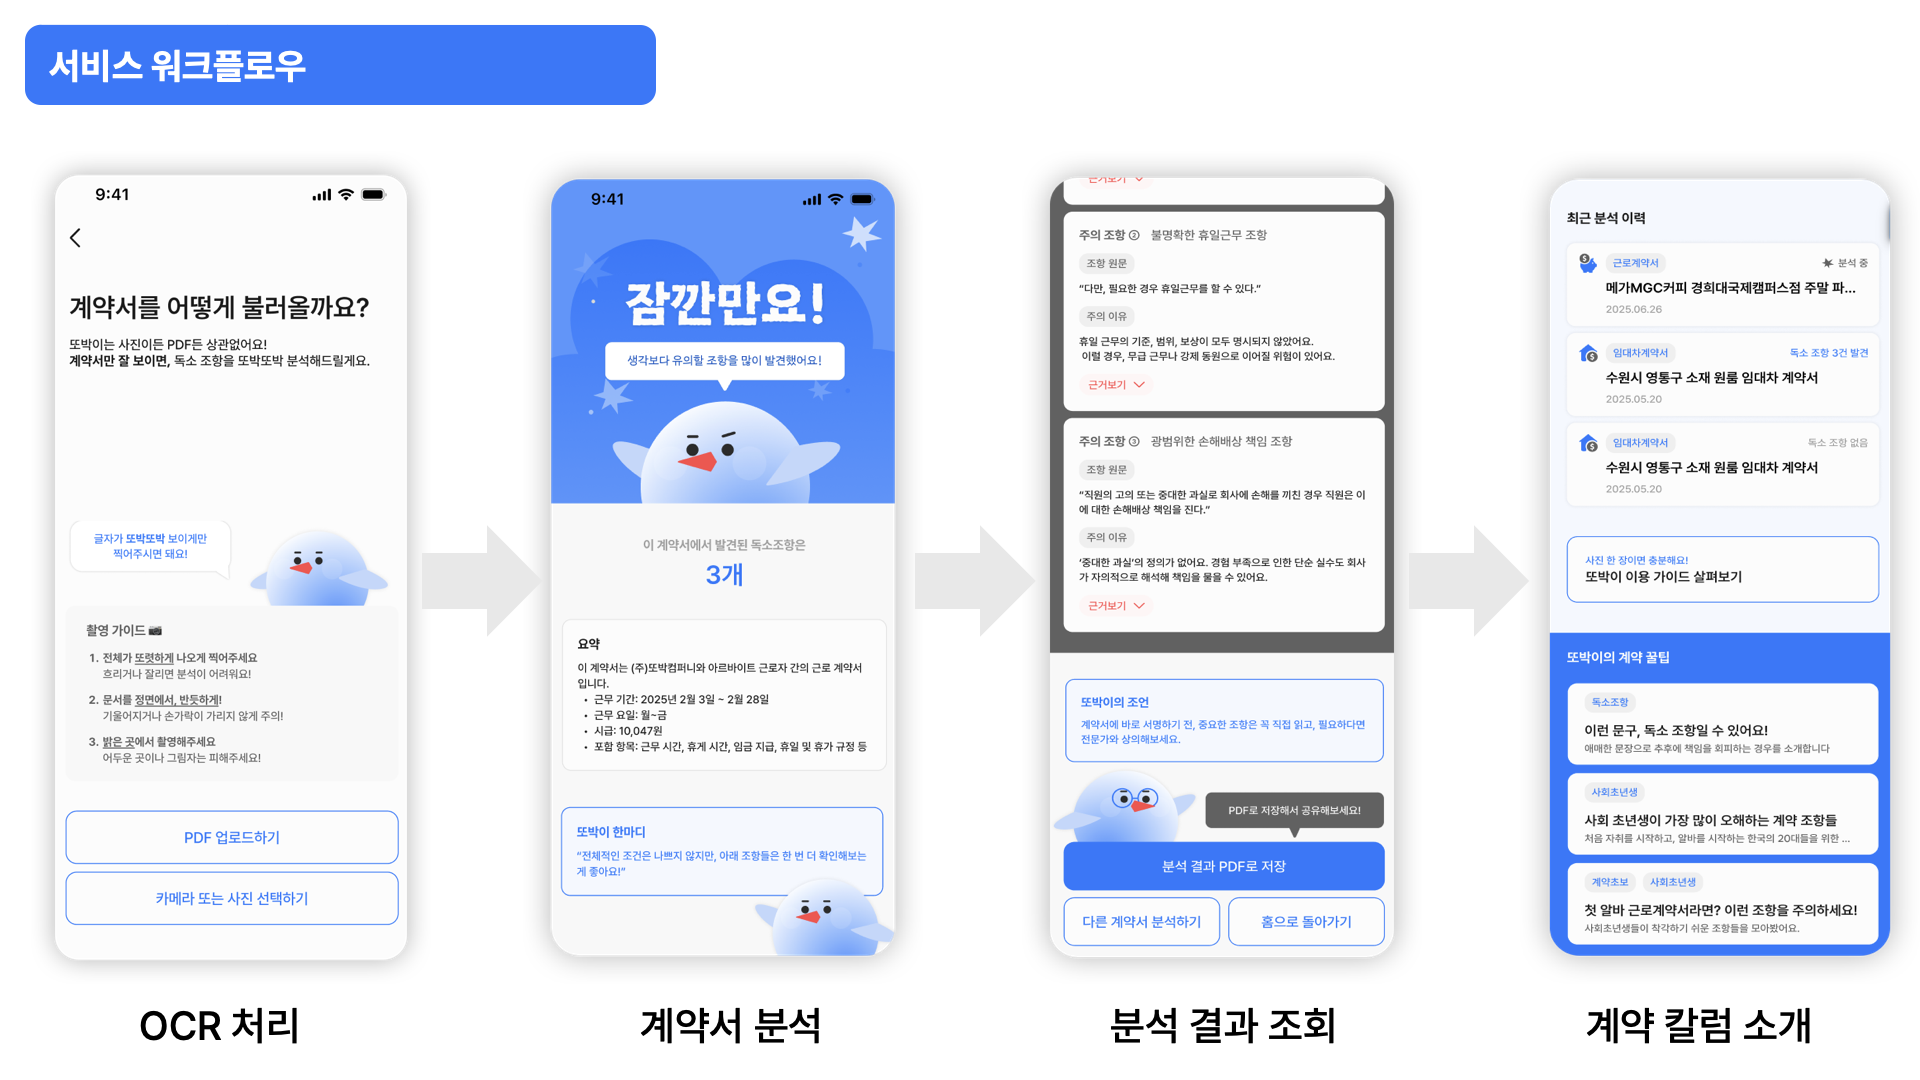 서비스 워크플로우
9:41
계약서를 어떻게 불러올까요?
또박이는 사진이든 PDF든 상관없어요!
계약서만 잘 보이면, 독소 조항을 또박또박 분석해드릴게요.
글자가 또박또박 보이게만
찍어주시면 돼요!
촬영 가이드
1. 전체가 또렷하게 나오게 찍어주세요
흐리거나 잘리면 분석이 어려워요!
2. 문서를 정면에서, 반듯하게!
기울어지거나 손가락이 가리지 않게 주의!
3. 밝은 곳에서 촬영해주세요
어두운 곳이나 그림자는 피해주세요!
PDF 업로드하기
카메라 또는 사진 선택하기
OCR 처리
9:41
잠깐만요!
생각보다 유의할 조항을 많이 발견했어요!
이 계약서에서 발견된 독소조항은
3개
요약
이 계약서는 (주)또박컴퍼니와 아르바이트 근로자 간의 근로 계약서
입니다.
• 근무 기간: 2025년 2월 3일 ~ 2월 28일
• 근무 요일: 월~금
• 시급: 10,047원
• 포함 항목: 근무 시간, 휴게 시간, 임금 지급, 휴일 및 휴가 규정 등
또박이 한마디
“전체적인 조건은 나쁘지 않지만, 아래 조항들은 한 번 더 확인해보는
게 좋아요!”
계약서 분석
근거보기
주의 조항 ② 불명확한 휴일근무 조항
조항 원문
“다만, 필요한 경우 휴일근무를 할 수 있다.”
주의 이유
휴일 근무의 기준, 범위, 보상이 모두 명시되지 않았어요.
이럴 경우, 무급 근무나 강제 동원으로 이어질 위험이 있어요.
근거보기
주의 조항 ③ 광범위한 손해배상 책임 조항
조항 원문
“직원의 고의 또는 중대한 과실로 회사에 손해를 끼친 경우 직원은 이
에 대한 손해배상 책임을 진다.”
주의 이유
‘중대한 과실’의 정의가 없어요. 경험 부족으로 인한 단순 실수도 회사
가 자의적으로 해석해 책임을 물을 수 있어요.
근거보기
또박이의 조언
계약서에 바로 서명하기 전, 중요한 조항은 꼭 직접 읽고, 필요하다면
전문가와 상의해보세요.
PDF로 저장해서 공유해보세요!
분석 결과 PDF로 저장
다른 계약서 분석하기
홈으로 돌아가기
분석 결과 조회
최근 분석 이력
근로계약서 분석 중
메가MGC커피 경희대국제캠퍼스점 주말 파...
2025.06.26
임대차계약서 독소 조항 3건 발견
수원시 영통구 소재 원룸 임대차 계약서
2025.05.20
임대차계약서 독소 조항 없음
수원시 영통구 소재 원룸 임대차 계약서
2025.05.20
사진 한 장이면 충분해요!
또박이 이용 가이드 살펴보기
또박이의 계약 꿀팁
독소조항
이런 문구, 독소 조항일 수 있어요!
애매한 문장으로 추후에 책임을 회피하는 경우를 소개합니다
사회초년생
사회 초년생이 가장 많이 오해하는 계약 조항들
처음 자취를 시작하고, 알바를 시작하는 한국의 20대들을 위한 ...
계약초보 사회초년생
첫 알바 근로계약서라면? 이런 조항을 주의하세요!
사회초년생들이 착각하기 쉬운 조항들을 모아봤어요.
계약 칼럼 소개